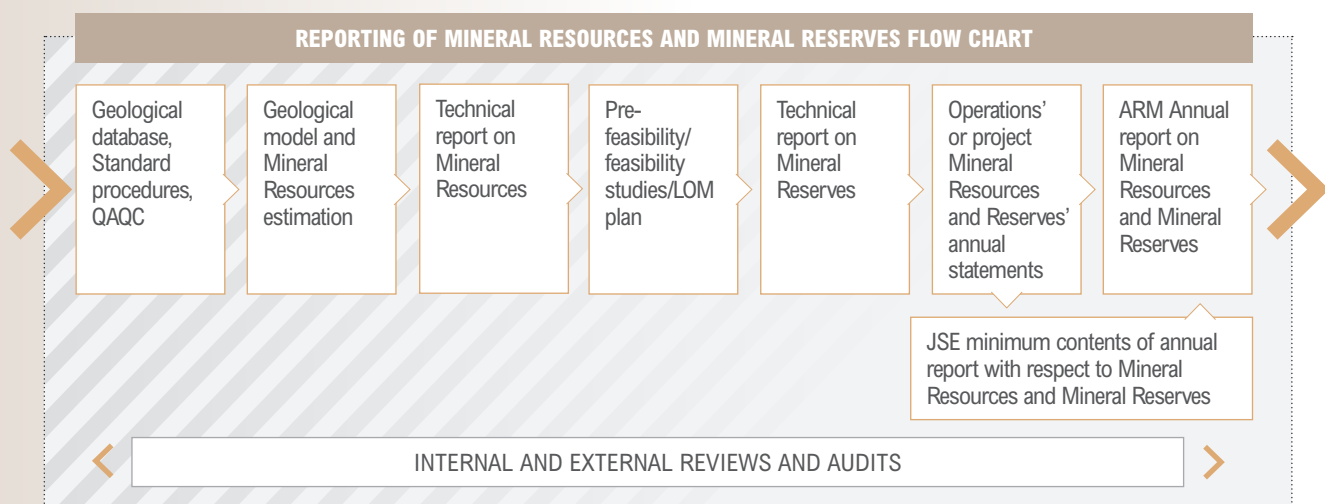 REPORTING OF MINERAL RESOURCES AND MINERAL RESERVES FLOW CHART
Geological
database,
Standard
procedures,
QAQC
Geological
model and
Mineral
Resources
estimation
Technical
report on
Mineral
Resources
Pre-
feasibility/
feasibility
studies/LOM
plan
Technical
report on
Mineral
Reserves
Operations’
or project
Mineral
Resources
and Reserves’
annual
statements
ARM Annual
report on
Mineral
Resources
and Mineral
Reserves
JSE minimum contents of annual
report with respect to Mineral
Resources and Mineral Reserves
INTERNAL AND EXTERNAL REVIEWS AND AUDITS